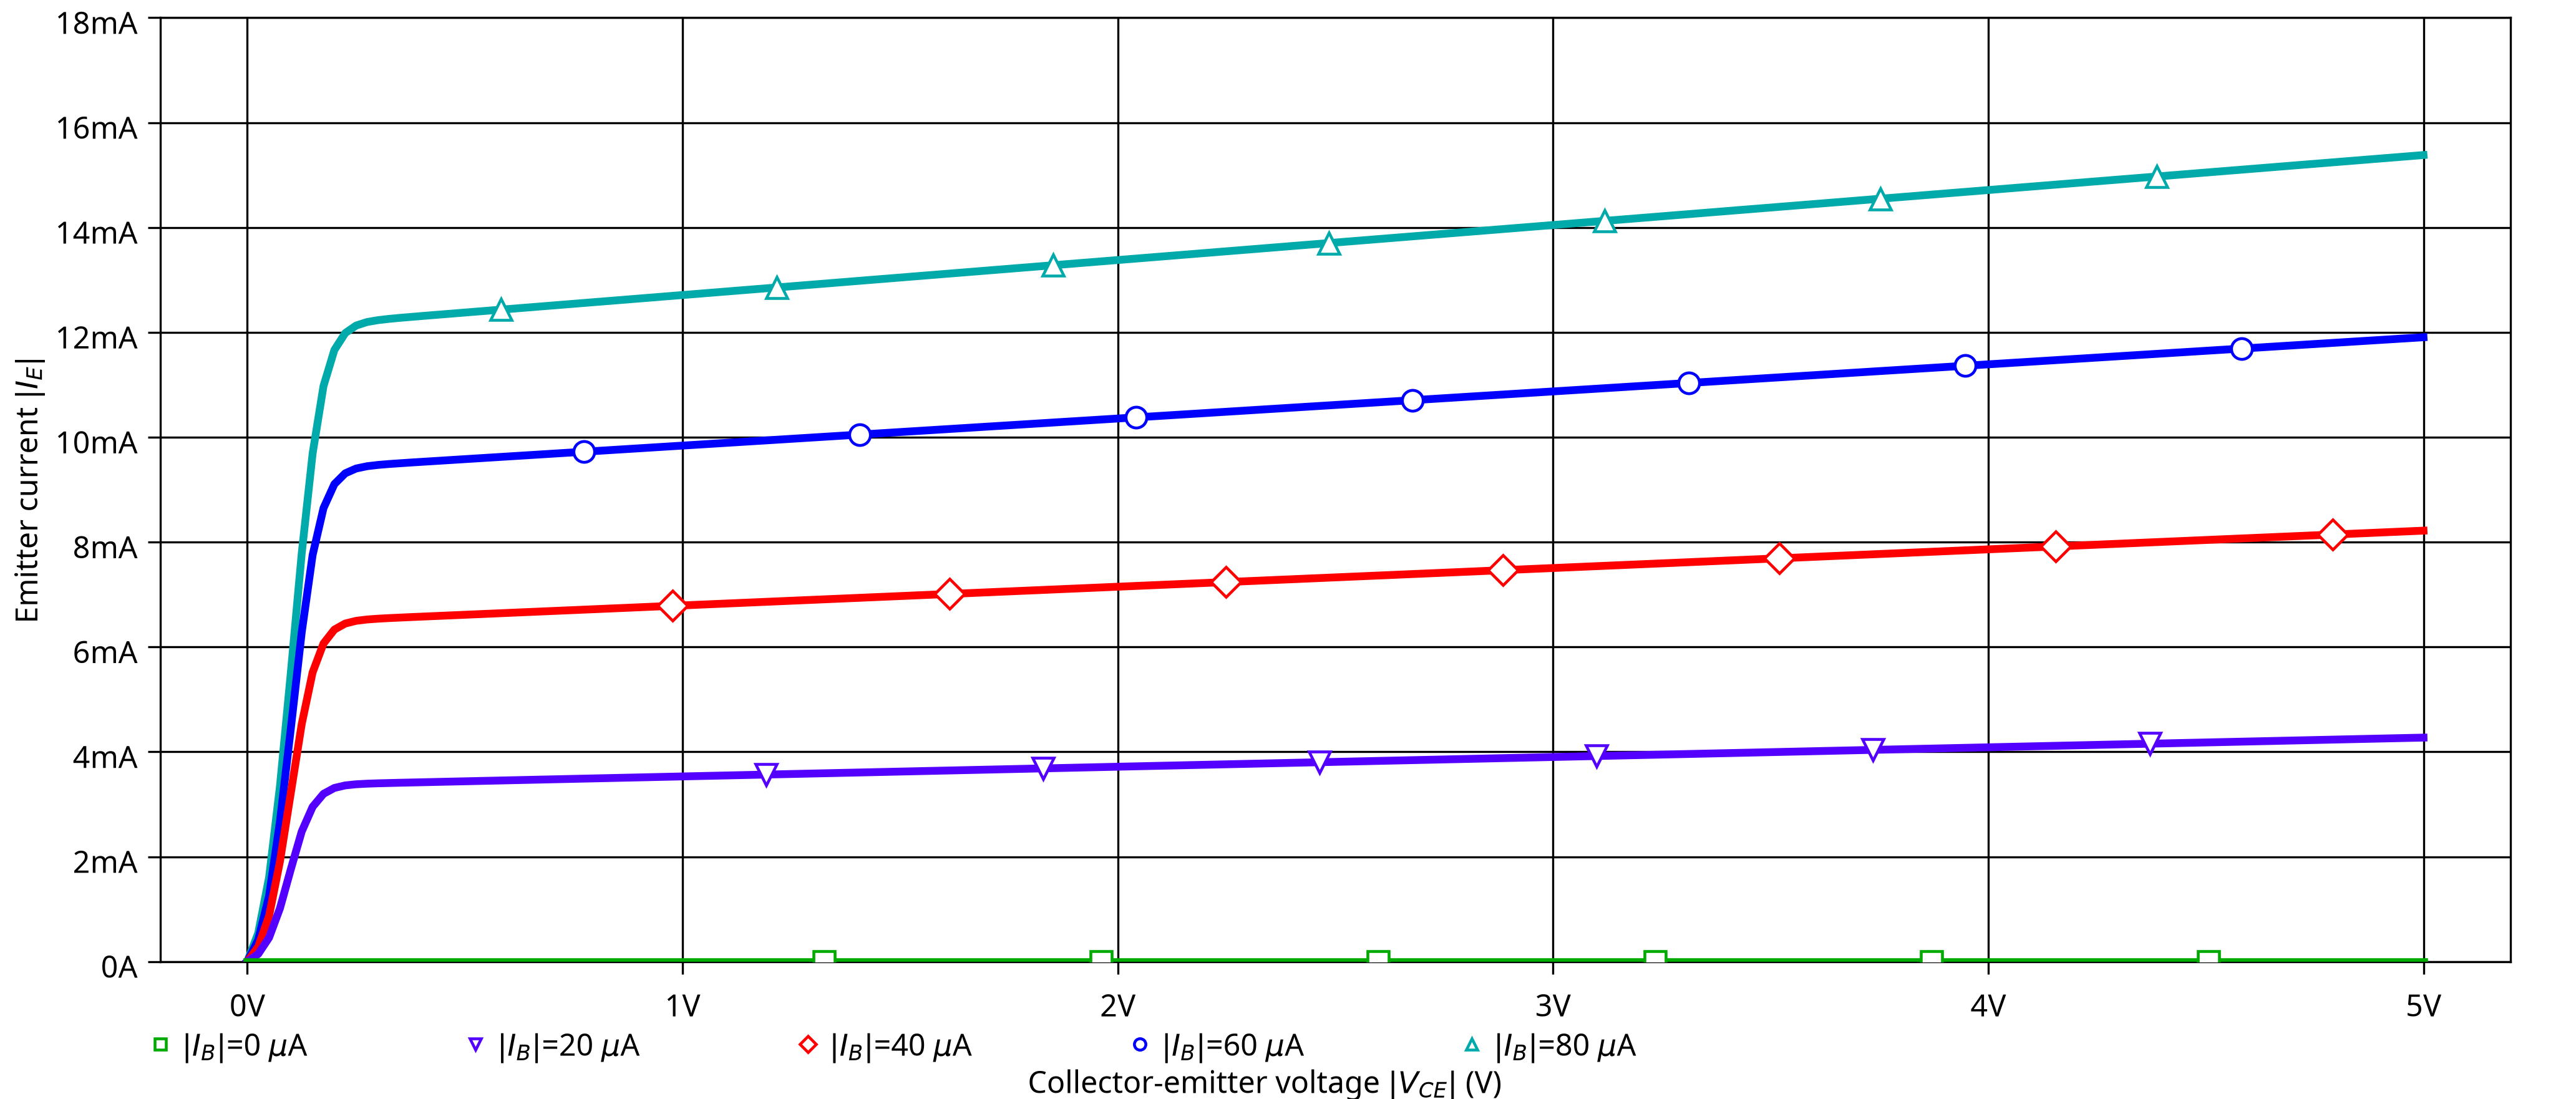 18mA
16mA
14mA
12mA
10mA
8mA
6mA
4mA
2mA
0A
Emitter current |I_E|
0V 1V 2V 3V 4V 5V
|I_B|=0 μA |I_B|=20 μA |I_B|=40 μA |I_B|=60 μA |I_B|=80 μA
Collector-emitter voltage |V_CE| (V)